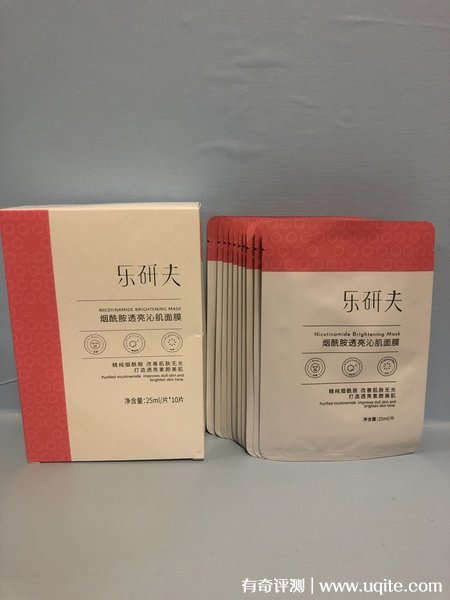 乐研夫
NICOTINAMIDE BRIGHTENING MASK
烟酰胺透亮沁肌面膜
精纯烟酰胺 改善肌肤无光
打造透亮素颜美肌
Purified nicotinamide improves dull skin and
brighten skin tone.
净含量:25ml/片*10片
乐研夫
Nicotinamide Brightening Mask
烟酰胺透亮沁肌面膜
精纯烟酰胺 改善肌肤无光
打造透亮素颜美肌
Purified nicotinamide improves dull skin and
brighten skin tone.
净含量:25ml/片
有奇评测 | www.uqite.com